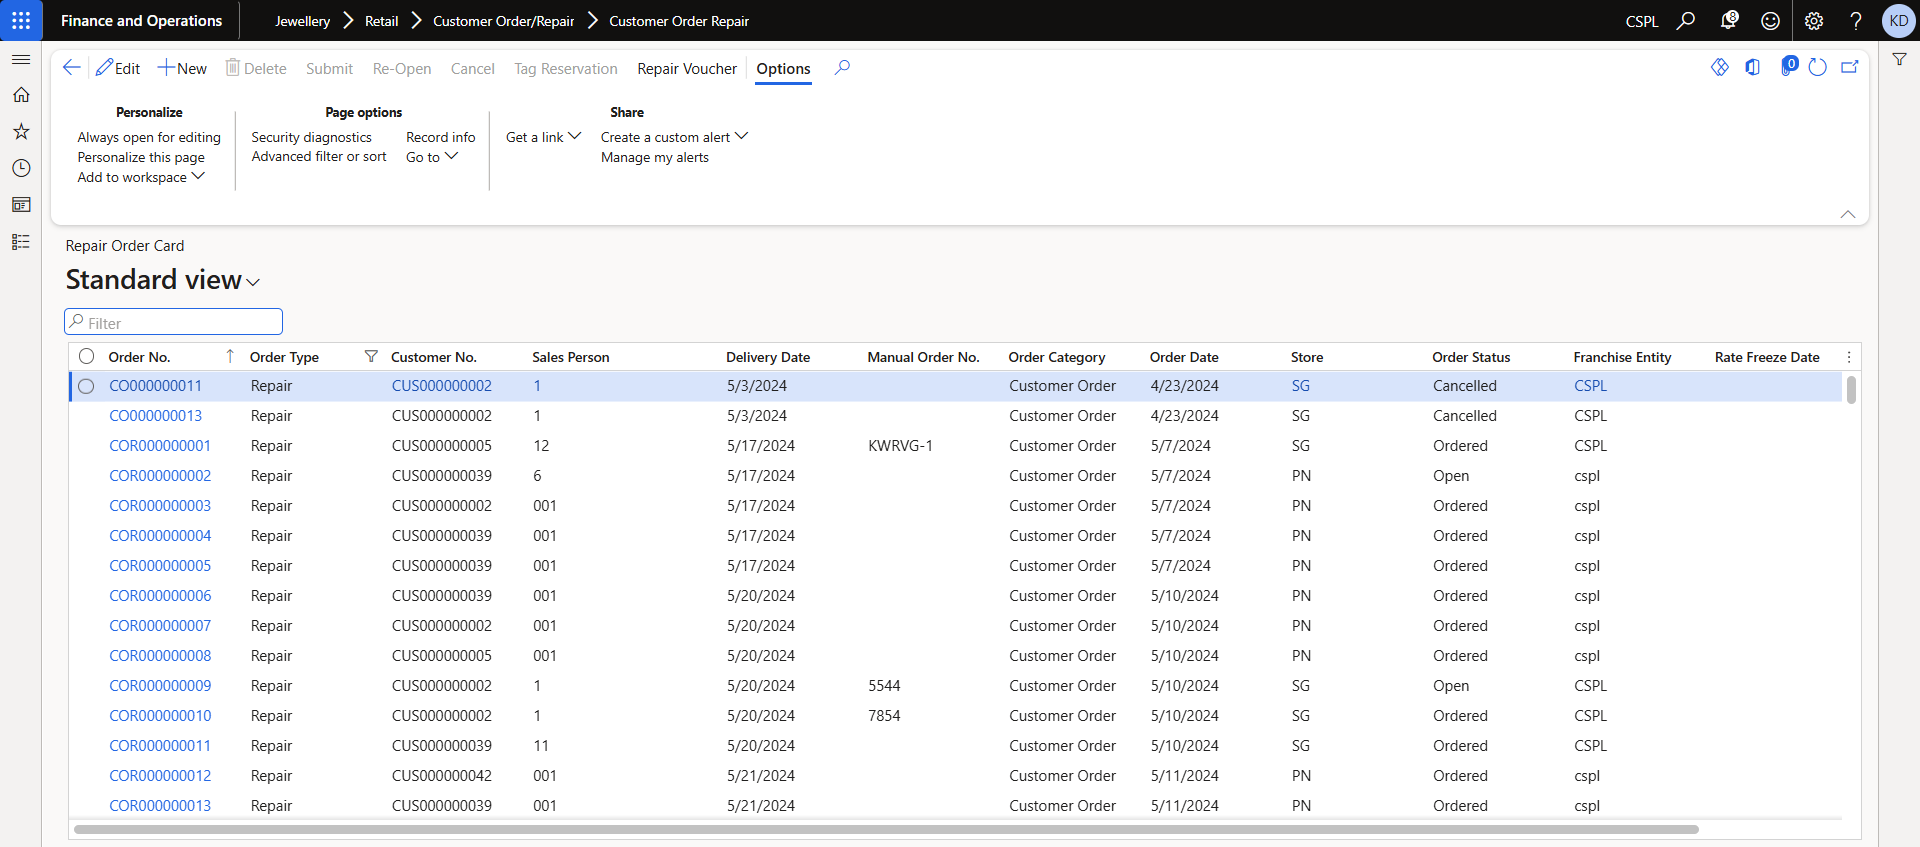 Finance and Operations Jewellery Retail Customer Order/Repair Customer Order Repair CSPL 8 ? KD
Edit New Delete Submit Re-Open Cancel Tag Reservation Repair Voucher Options 0
Personalize Page options Share
Always open for editing Security diagnostics Record info Get a link Create a custom alert
Personalize this page Advanced filter or sort Go to Manage my alerts
Add to workspace
Repair Order Card
Standard view
Filter
Order No. Order Type Customer No. Sales Person Delivery Date Manual Order No. Order Category Order Date Store Order Status Franchise Entity Rate Freeze Date
CO000000011 Repair CUS000000002 1 5/3/2024 Customer Order 4/23/2024 SG Cancelled CSPL
CO000000013 Repair CUS000000002 1 5/3/2024 Customer Order 4/23/2024 SG Cancelled CSPL
COR000000001 Repair CUS000000005 12 5/17/2024 KWRVG-1 Customer Order 5/7/2024 SG Ordered CSPL
COR000000002 Repair CUS000000039 6 5/17/2024 Customer Order 5/7/2024 PN Open cspl
COR000000003 Repair CUS000000002 001 5/17/2024 Customer Order 5/7/2024 PN Ordered cspl
COR000000004 Repair CUS000000039 001 5/17/2024 Customer Order 5/7/2024 PN Ordered cspl
COR000000005 Repair CUS000000039 001 5/17/2024 Customer Order 5/7/2024 PN Ordered cspl
COR000000006 Repair CUS000000039 001 5/20/2024 Customer Order 5/10/2024 PN Ordered cspl
COR000000007 Repair CUS000000002 001 5/20/2024 Customer Order 5/10/2024 PN Ordered cspl
COR000000008 Repair CUS000000005 001 5/20/2024 Customer Order 5/10/2024 PN Ordered cspl
COR000000009 Repair CUS000000002 1 5/20/2024 5544 Customer Order 5/10/2024 SG Open CSPL
COR000000010 Repair CUS000000002 1 5/20/2024 7854 Customer Order 5/10/2024 SG Ordered CSPL
COR000000011 Repair CUS000000039 11 5/20/2024 Customer Order 5/10/2024 SG Ordered CSPL
COR000000012 Repair CUS000000042 001 5/21/2024 Customer Order 5/11/2024 PN Ordered cspl
COR000000013 Repair CUS000000039 001 5/21/2024 Customer Order 5/11/2024 PN Ordered cspl